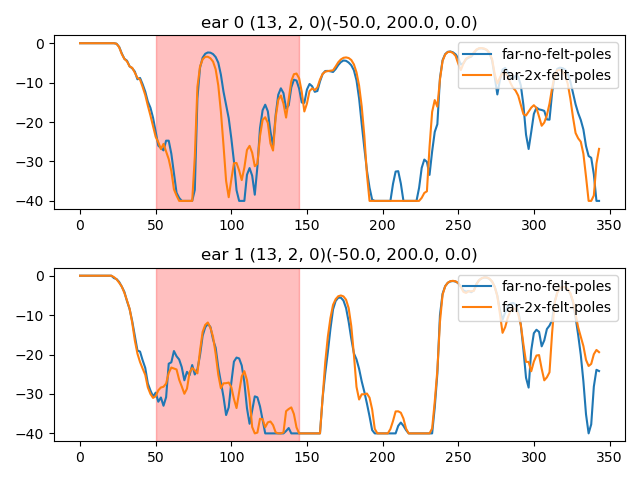 ear 0 (13, 2, 0)(-50.0, 200.0, 0.0)
0
−10
−20
−30
−40
far-no-felt-poles
far-2x-felt-poles
0 50 100 150 200 250 300 350
ear 1 (13, 2, 0)(-50.0, 200.0, 0.0)
0
−10
−20
−30
−40
far-no-felt-poles
far-2x-felt-poles
0 50 100 150 200 250 300 350